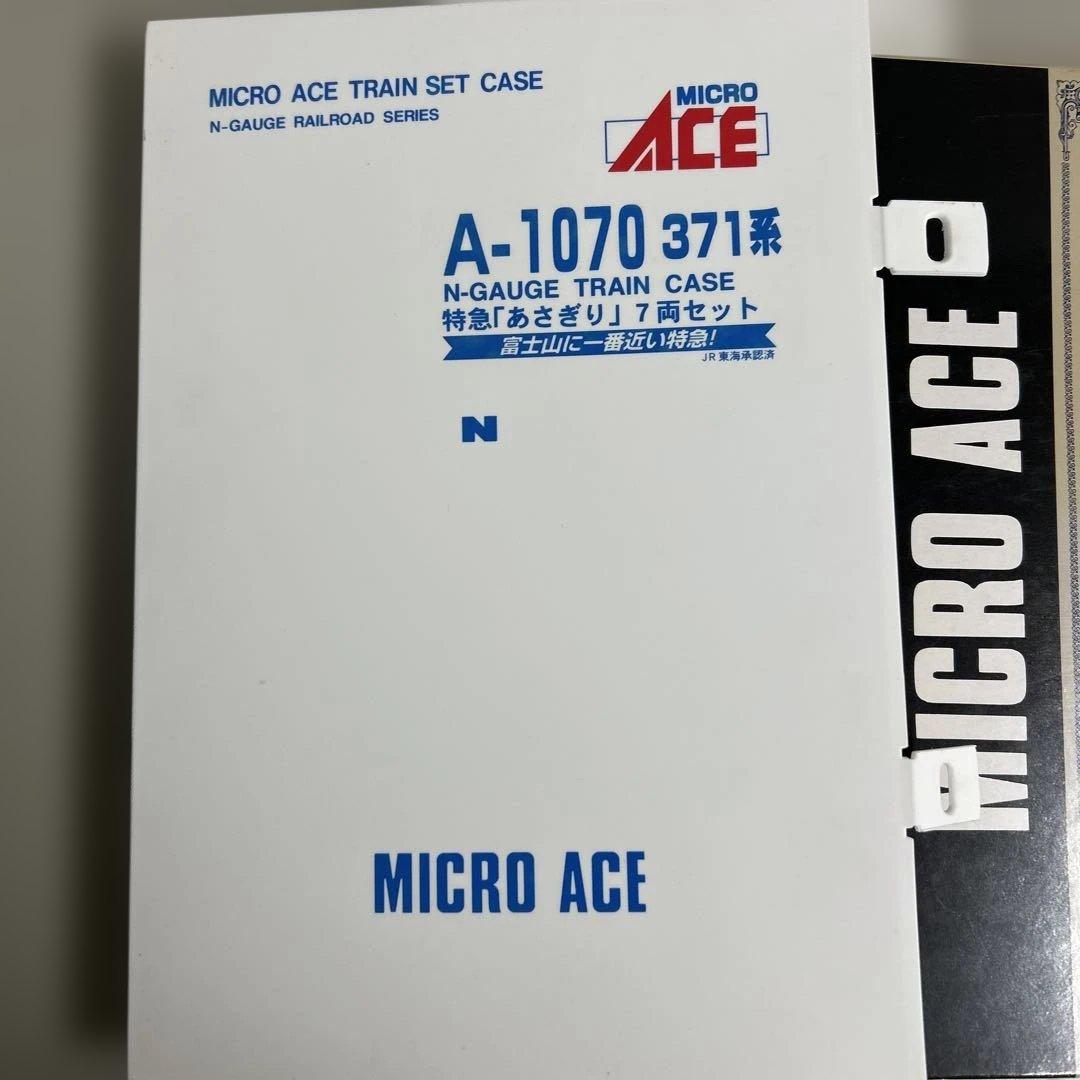 MICRO ACE TRAIN SET CASE
N-GAUGE RAILROAD SERIES
MICRO
ACE
A-1070 371系
N-GAUGE TRAIN CASE
特急「あさぎり」7両セット
富士山に一番近い特急!
JR東海承認済
N
MICRO ACE
MICRO ACE